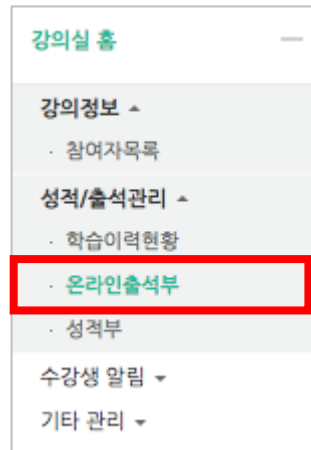 강의실 홈
강의정보
· 참여자목록
성적/출석관리
· 학습이력현황
· 온라인출석부
· 성적부
수강생 알림
기타 관리